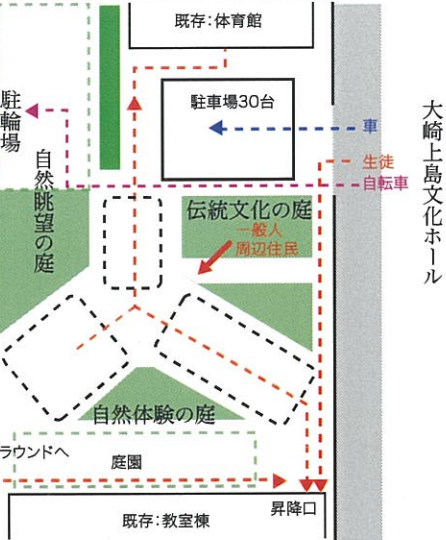 既存:体育館
駐車場30台
車
生徒
自転車
大崎上島文化ホール
駐輪場
自然眺望の庭
伝統文化の庭
一般人
周辺住民
自然体験の庭
ラウンドへ
庭園
昇降口
既存:教室棟